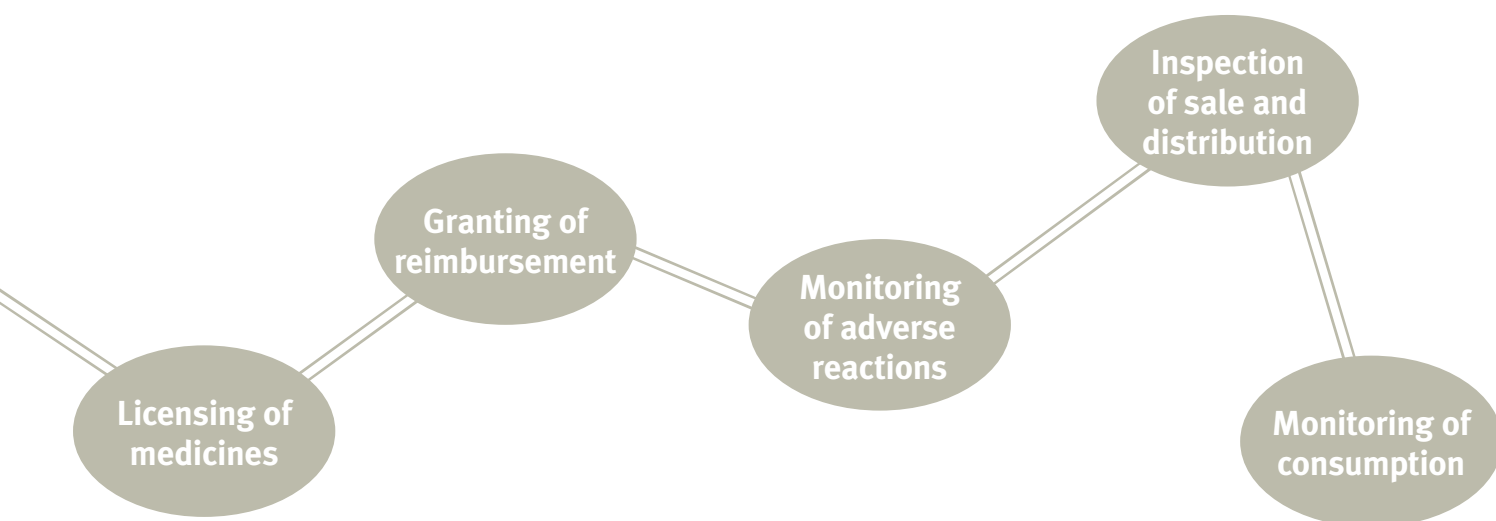 Licensing of
medicines
Granting of
reimbursement
Monitoring
of adverse
reactions
Inspection
of sale and
distribution
Monitoring of
consumption